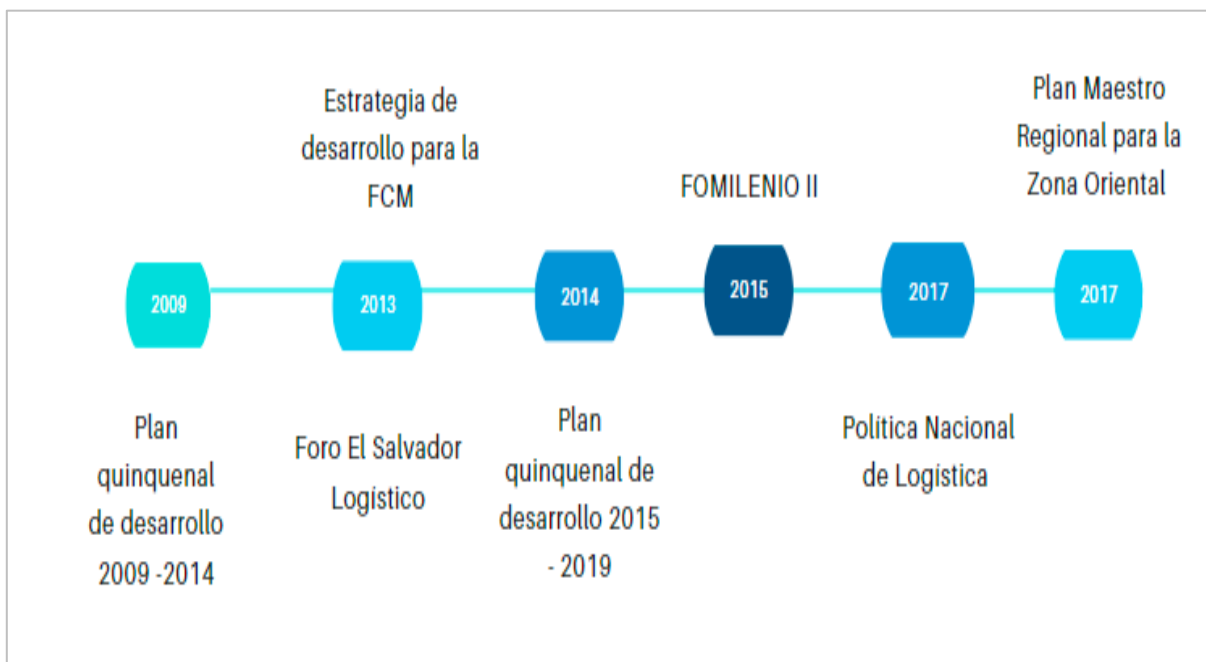 Estrategia de
desarrollo para la
FCM
FOMILENIO II
Plan Maestro
Regional para la
Zona Oriental
2009
2013
2014
2015
2017
2017
Plan
quinquenal
de desarrollo
2009 -2014
Foro El Salvador
Logístico
Plan
quinquenal de
desarrollo 2015
- 2019
Política Nacional
de Logística